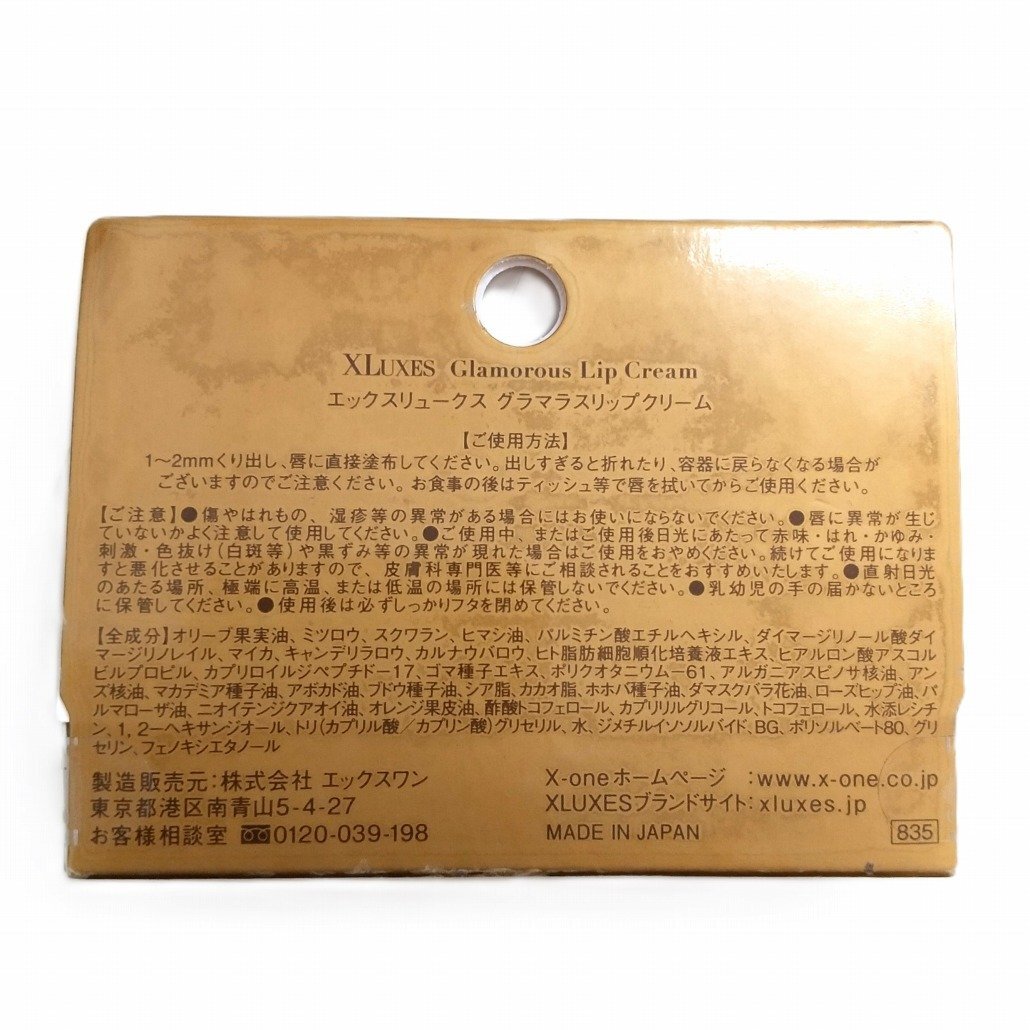 XLUXES Glamorous Lip Cream
エックスリュークス グラマラスリップクリーム
【ご使用方法】
1〜2mmくり出し、唇に直接塗布してください。出しすぎると折れたり、容器に戻らなくなる場合が
ございますのでご注意ください。お食事の後はティッシュ等で唇を拭いてからご使用ください。
【ご注意】●傷やはれもの、湿疹等の異常がある場合にはお使いにならないでください。●唇に異常が生じ
ていないかよく注意して使用してください。●ご使用中、またはご使用後日光にあたって赤味・はれ・かゆみ・
刺激・色抜け(白斑等)や黒ずみ等の異常が現れた場合はご使用をおやめください。続けてご使用になりま
すと悪化させることがありますので、皮膚科専門医等にご相談されることをおすすめいたします。●直射日光
のあたる場所、極端に高温、または低温の場所には保管しないでください。●乳幼児の手の届かないところ
に保管してください。●使用後は必ずしっかりフタを閉めてください。
【全成分】オリーブ果実油、ミツロウ、スクワラン、ヒマシ油、パルミチン酸エチルヘキシル、ダイマージリノール酸ダイ
マージリノレイル、マイカ、キャンデリラロウ、カルナウバロウ、ヒト脂肪細胞順化培養液エキス、ヒアルロン酸アスコル
ビルプロピル、カプリロイルジペプチドー17、ゴマ種子エキス、ポリクオタニウムー61、アルガニアスピノサ核油、アン
ズ核油、マカデミア種子油、アボカド油、ブドウ種子油、シア脂、カカオ脂、ホホバ種子油、ダマスクバラ花油、ローズヒップ油、パ
ルマローザ油、ニオイテンジクアオイ油、オレンジ果皮油、酢酸トコフェロール、カプリリルグリコール、トコフェロール、水添レシチ
ン、1,2ーヘキサンジオール、トリ(カプリル酸/カプリン酸)グリセリル、水、ジメチルイソソルバイド、BG、ポリソルベート80、グリ
セリン、フェノキシエタノール
製造販売元:株式会社 エックスワン
東京都港区南青山5-4-27
お客様相談室 0120-039-198
X-oneホームページ :www.x-one.co.jp
XLUXESブランドサイト:xluxes.jp
MADE IN JAPAN
835